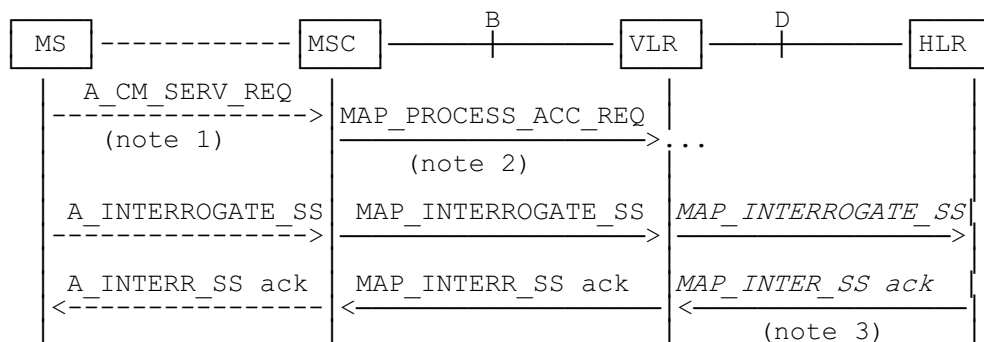 B D
MS MSC VLR HLR
A_CM_SERV_REQ
MAP_PROCESS_ACC_REQ
(note 1) ...
(note 2)
A_INTERROGATE_SS MAP_INTERROGATE_SS MAP_INTERROGATE_SS
A_INTERR_SS ack MAP_INTERR_SS ack MAP_INTER_SS ack
(note 3)